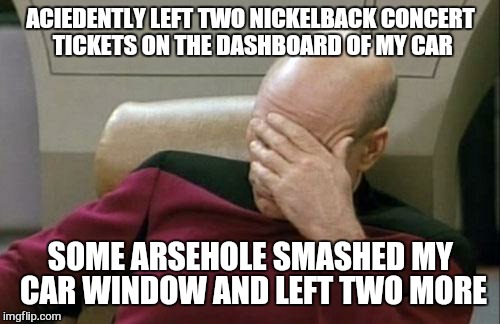 ACIEDENTLY LEFT TWO NICKELBACK CONCERT
TICKETS ON THE DASHBOARD OF MY CAR
SOME ARSEHOLE SMASHED MY
CAR WINDOW AND LEFT TWO MORE
imgflip.com